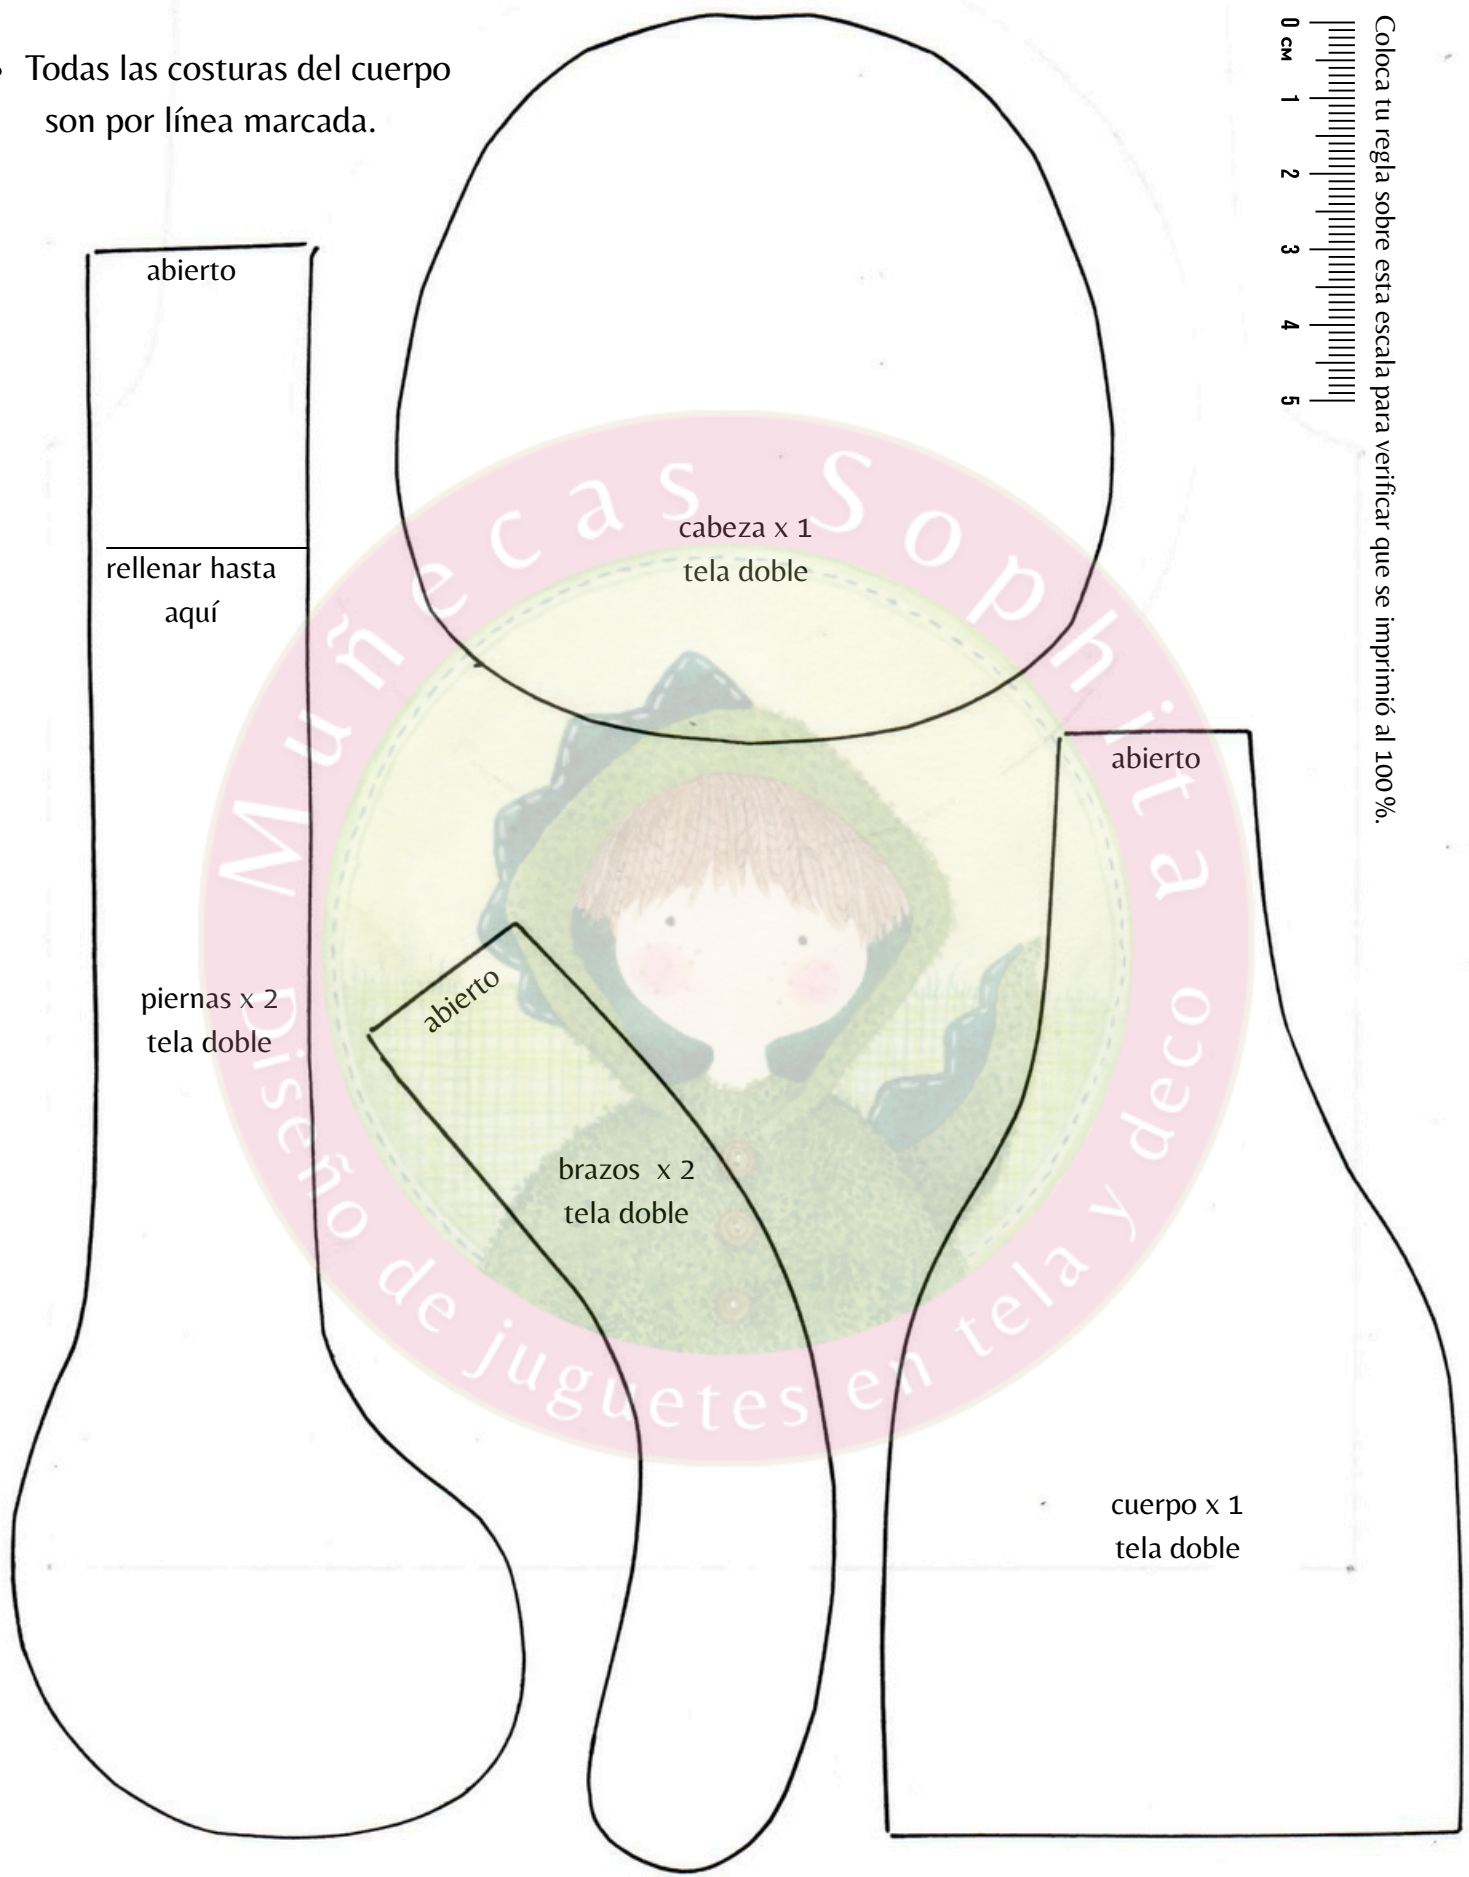 Todas las costuras del cuerpo
son por línea marcada.
0 CM 1 2 3 4 5
Coloca tu regla sobre esta escala para verificar que se imprimió al 100%.
abierto
rellenar hasta
aquí
cabeza x 1
tela doble
abierto
piernas x 2
tela doble
abierto
brazos x 2
tela doble
cuerpo x 1
tela doble
Muñecas Sophita
Diseño de juguetes en tela y deco